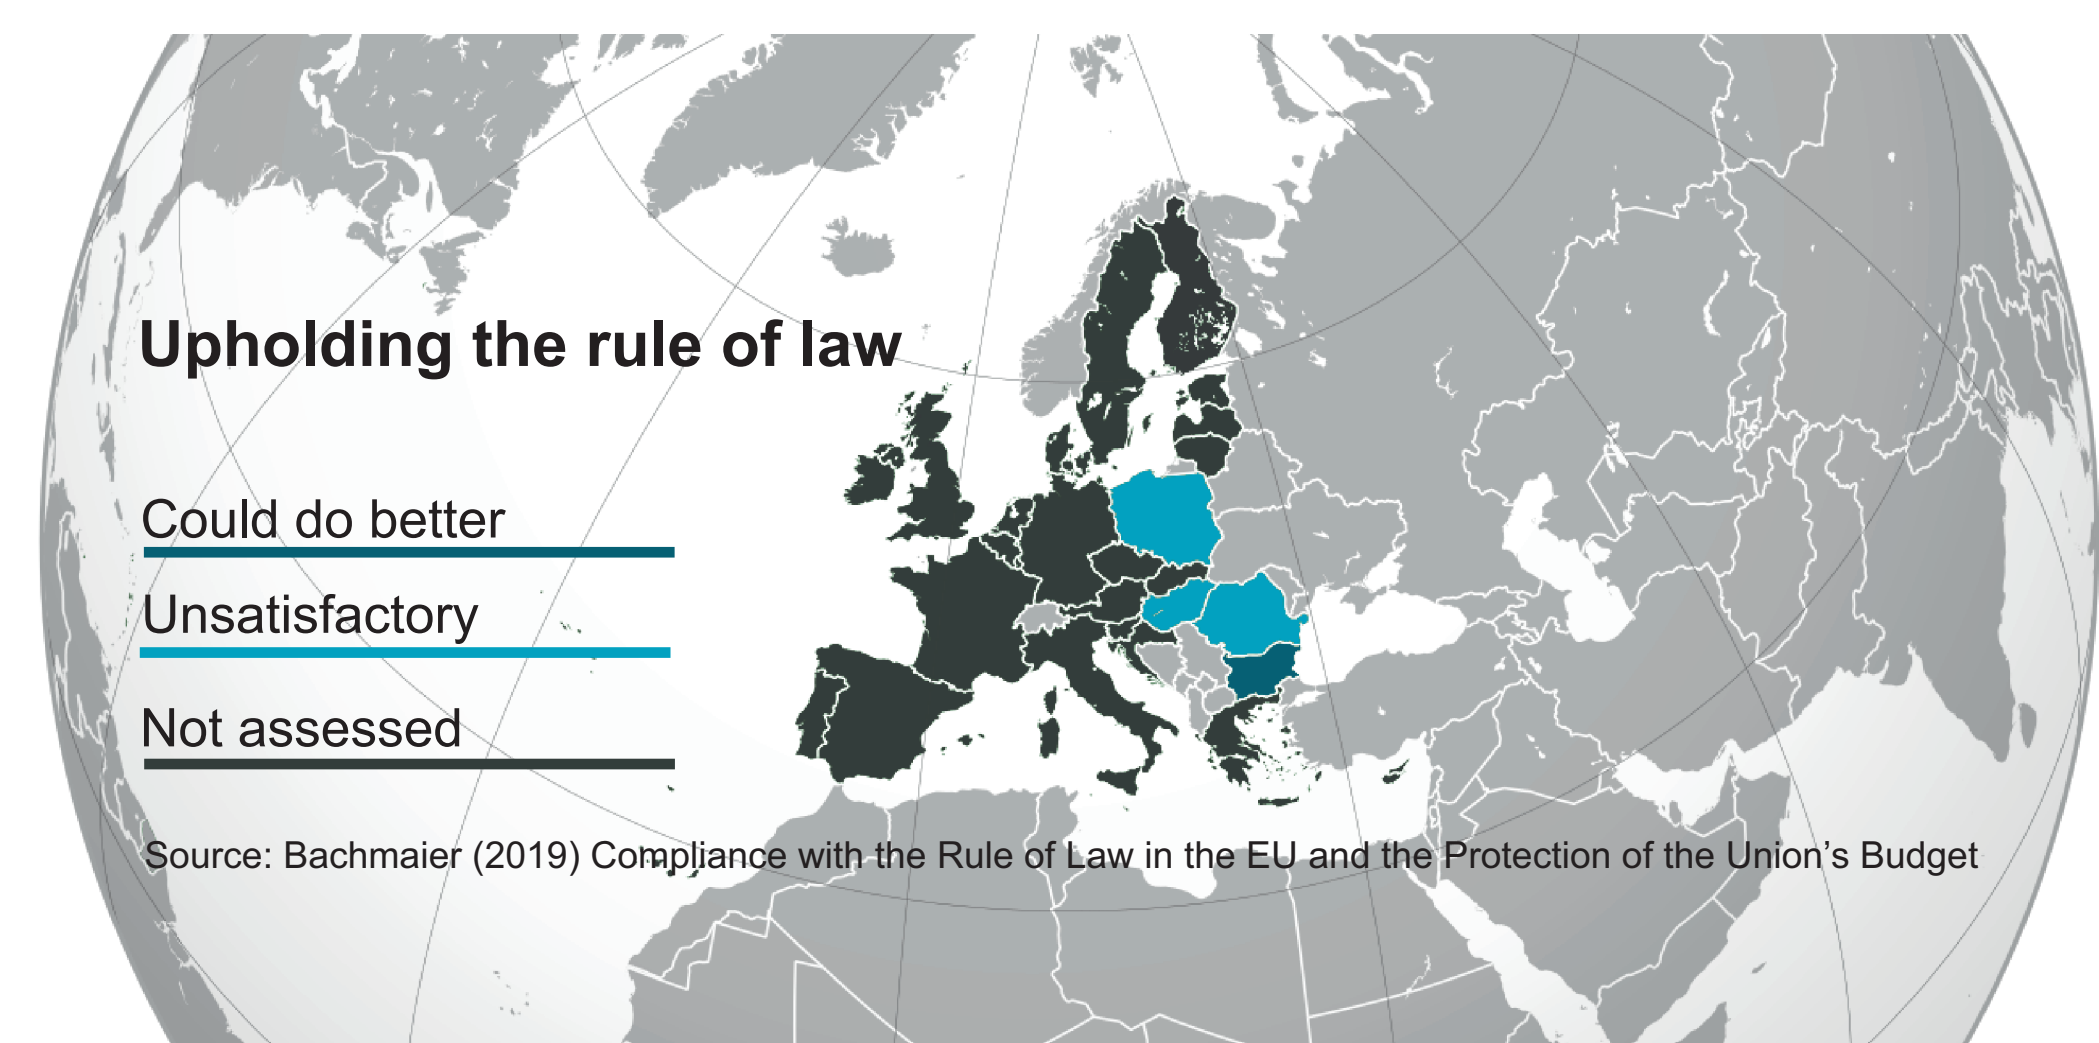 Upholding the rule of law
Could do better
Unsatisfactory
Not assessed
Source: Bachmaier (2019) Compliance with the Rule of Law in the EU and the Protection of the Union’s Budget